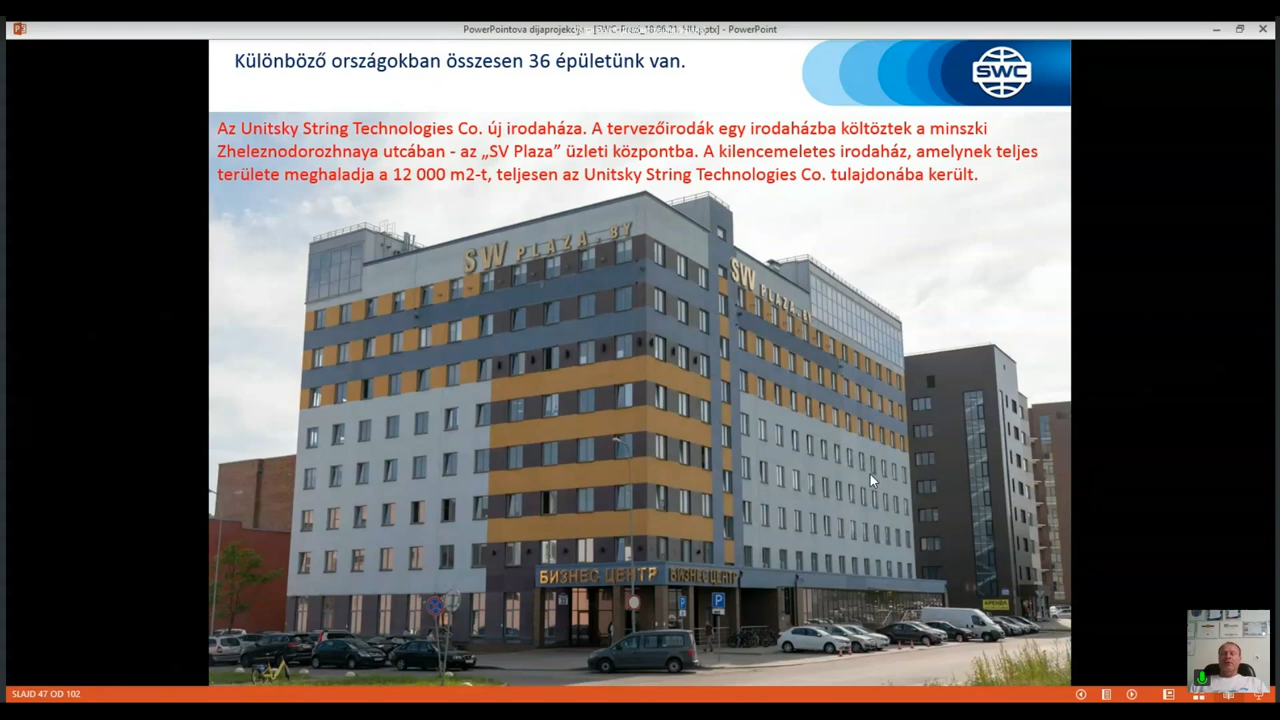 PowerPointova dijaprojekcija - [SWC-Prezi_18.06.21. HU.pptx] - PowerPoint
Különböző országokban összesen 36 épületünk van.
SWC
Az Unitsky String Technologies Co. új irodaháza. A tervezőirodák egy irodaházba költöztek a minszki
Zheleznodorozhnaya utcában - az „SV Plaza” üzleti központba. A kilencemeletes irodaház, amelynek teljes
területe meghaladja a 12 000 m2-t, teljesen az Unitsky String Technologies Co. tulajdonába került.
SW PLAZA.BY
SW PLAZA.BY
БИЗНЕС ЦЕНТР
БИЗНЕС ЦЕНТР
P
P
АРЕНДА
SLAJD 47 OD 102